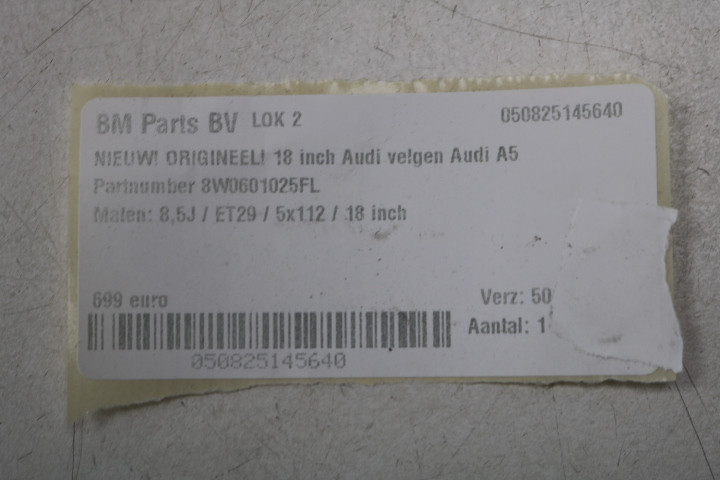 BM Parts BV LOK 2 050825145640
NIEUW! ORIGINEEL! 18 inch Audi velgen Audi A5
Partnumber 8W0601025FL
Maten: 8,5J / ET29 / 5x112 / 18 inch
699 euro Verz: 50
Aantal: 1
050825145640